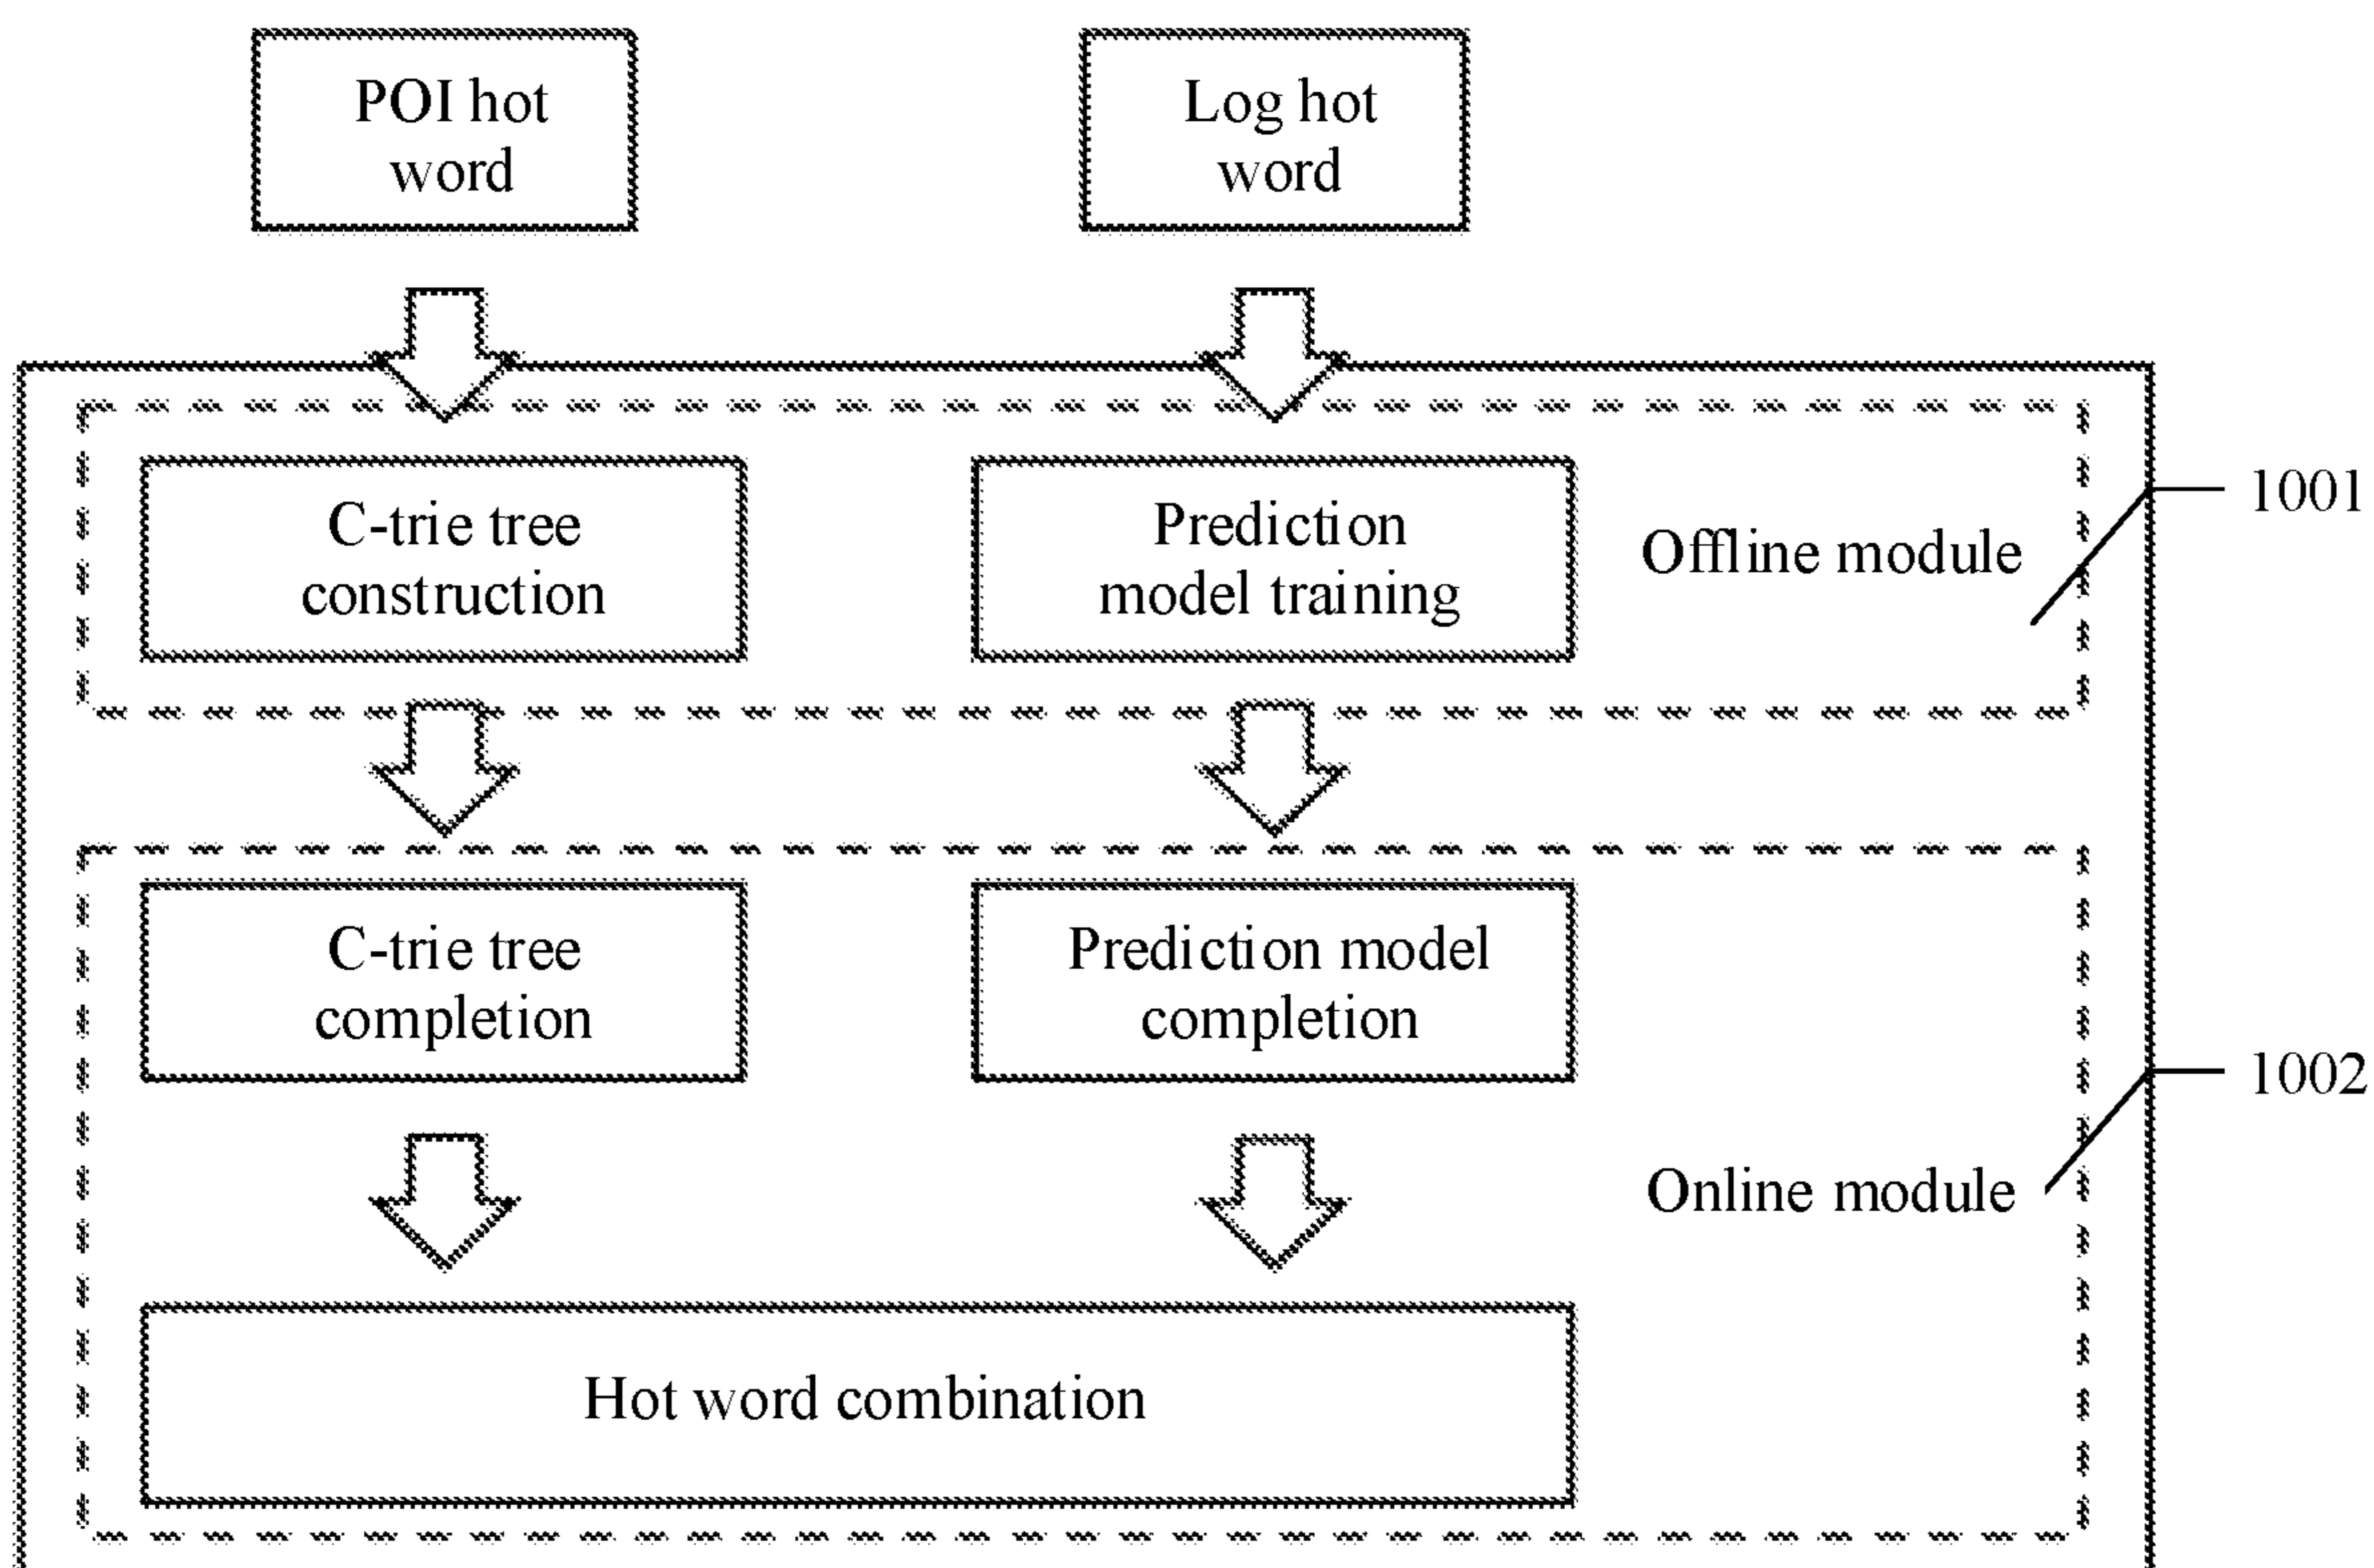 POI hot
word
Log hot
word
C-trie tree
construction
Prediction
model training
Offline module
1001
C-trie tree
completion
Prediction model
completion
Online module
1002
Hot word combination